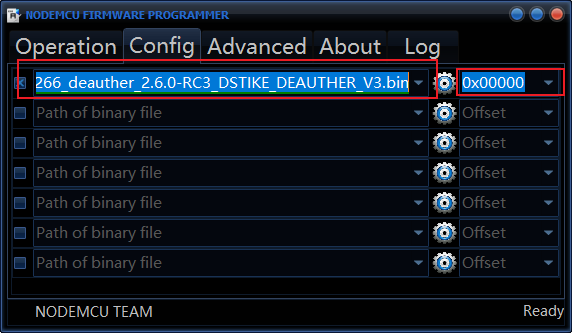 NODEMCU FIRMWARE PROGRAMMER
Operation Config Advanced About Log
266_deauther_2.6.0-RC3_DSTIKE_DEAUTHER_V3.bin 0x00000
Path of binary file Offset
Path of binary file Offset
Path of binary file Offset
Path of binary file Offset
Path of binary file Offset
Path of binary file Offset
NODEMCU TEAM Ready